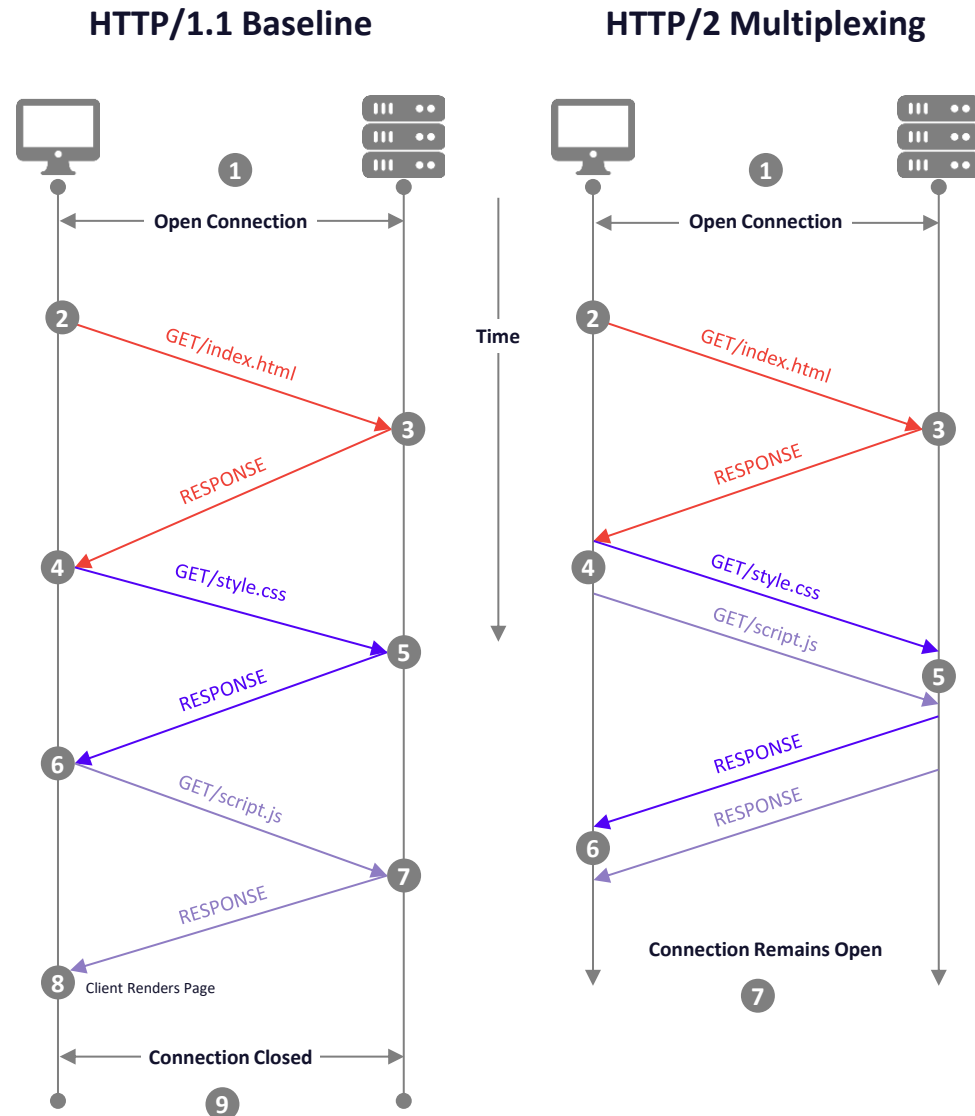 HTTP/1.1 Baseline
1
Open Connection
2
GET/index.html
3
RESPONSE
4
GET/style.css
5
RESPONSE
6
GET/script.js
7
RESPONSE
8
Client Renders Page
Connection Closed
9
Time
HTTP/2 Multiplexing
1
Open Connection
2
GET/index.html
3
RESPONSE
4
GET/style.css
GET/script.js
5
RESPONSE
RESPONSE
6
Connection Remains Open
7